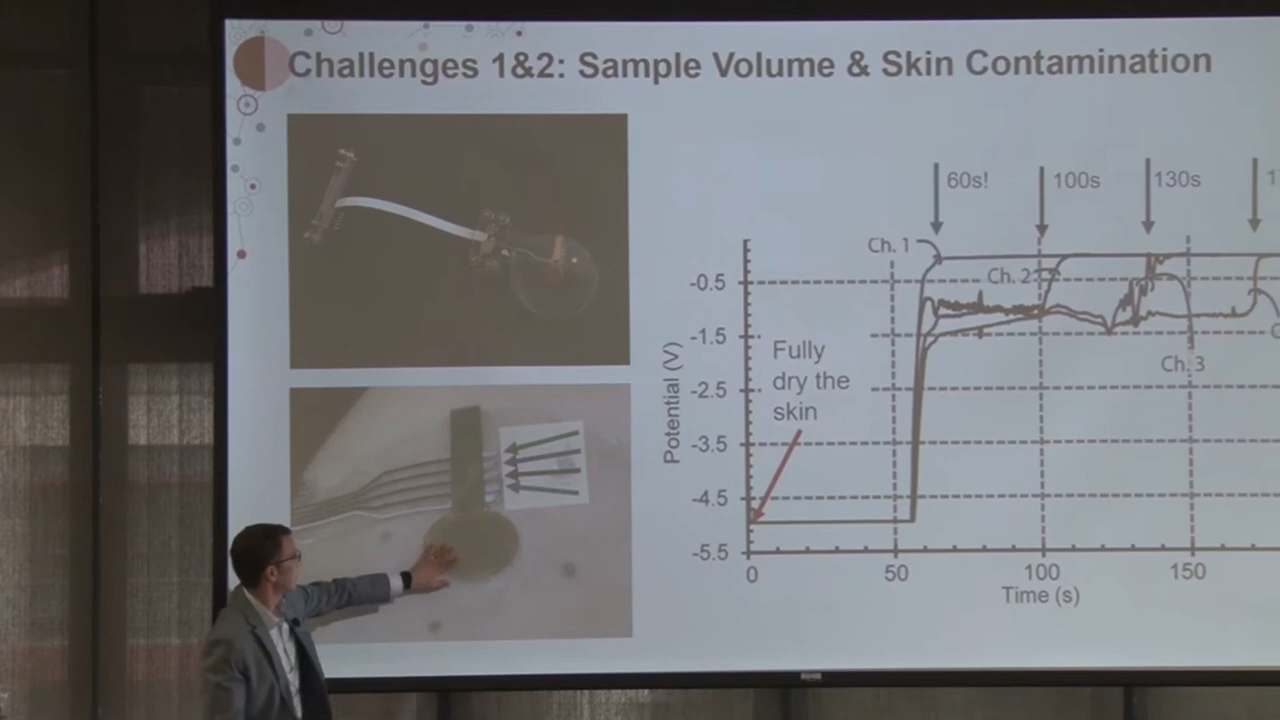 Challenges 1&2: Sample Volume & Skin Contamination
60s!
100s
130s
Ch. 1
Ch. 2
-0.5
-1.5
-2.5
-3.5
-4.5
-5.5
Potential (V)
Fully
dry the
skin
Ch. 3
0
50
100
150
Time (s)